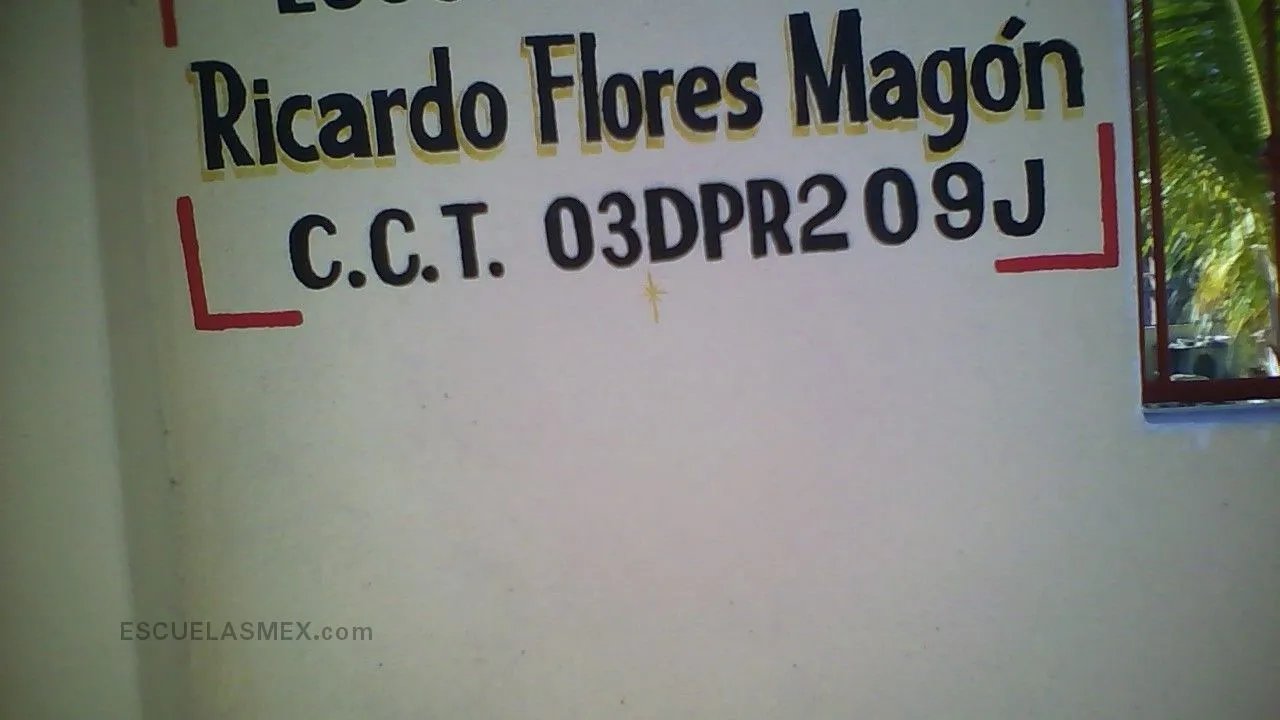 Ricardo Flores Magón
C.C.T. 03DPR209J
ESCUELASMEX.com